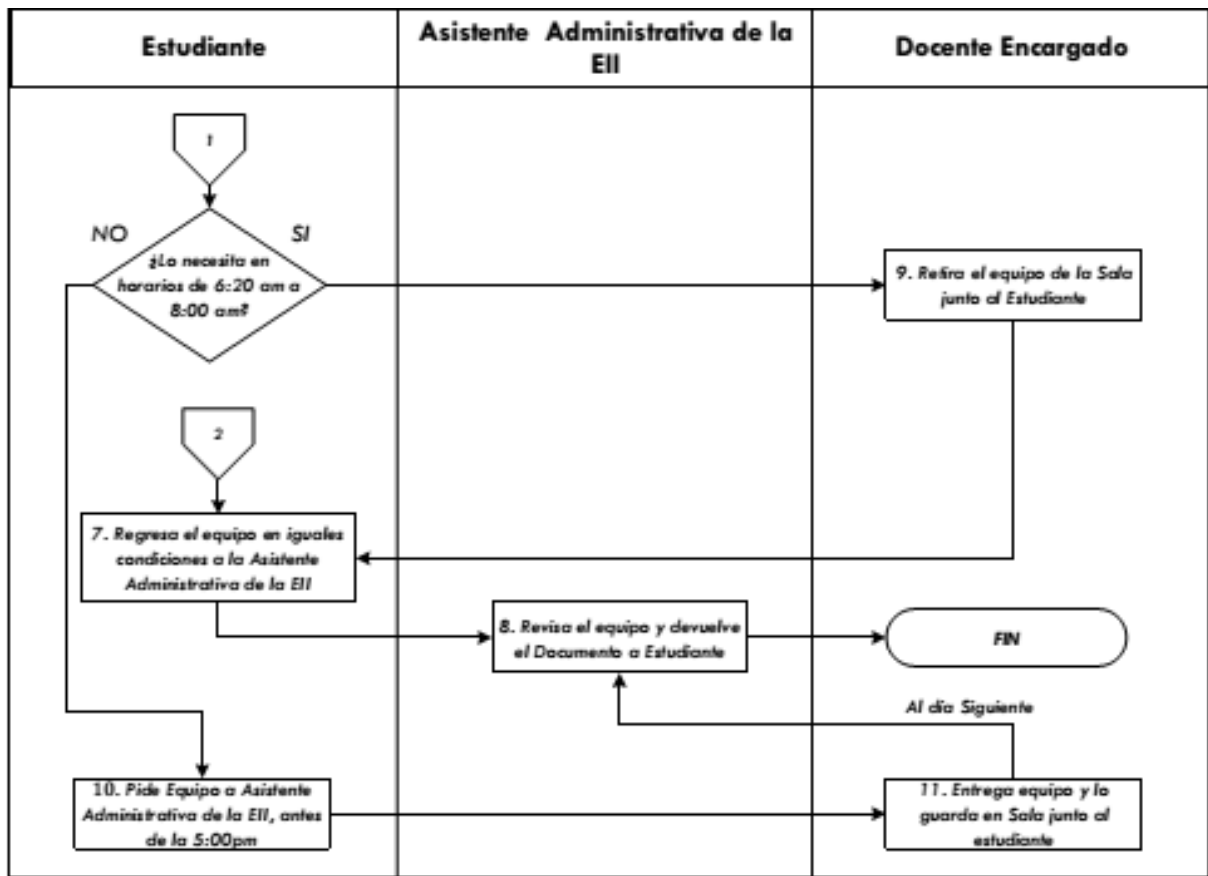 Estudiante
Asistente Administrativa de la
EII
Docente Encargado
1
NO
SI
¿Lo necesita en
horarios de 6:20 am a
8:00 am?
9. Retira el equipo de la Sala
junto al Estudiante
2
7. Regresa el equipo en iguales
condiciones a la Asistente
Administrativa de la EII
8. Revisa el equipo y devuelve
el Documento a Estudiante
FIN
Al día Siguiente
10. Pide Equipo a Asistente
Administrativa de la EII, antes
de la 5:00pm
11. Entrega equipo y lo
guarda en Sala junto al
estudiante